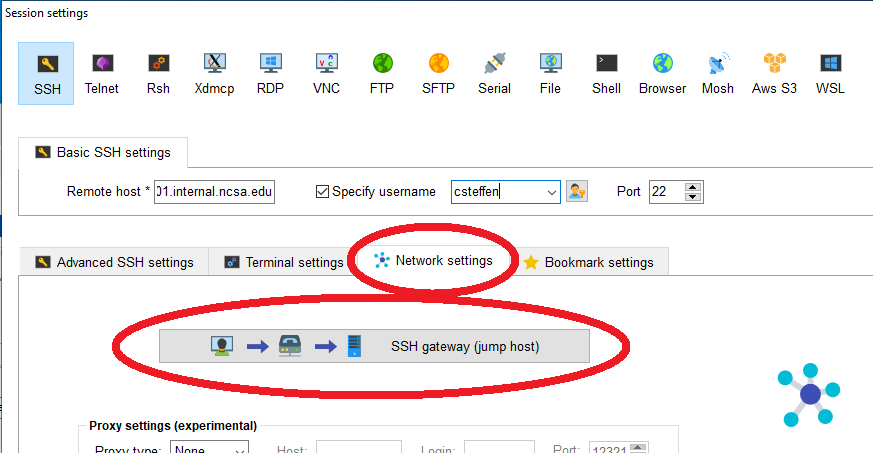 Session settings
SSH Telnet Rsh Xdmcp RDP VNC FTP SFTP Serial File Shell Browser Mosh Aws S3 WSL
Basic SSH settings
Remote host * 01.internal.ncsa.edu Specify username csteffen Port 22
Advanced SSH settings Terminal settings Network settings Bookmark settings
SSH gateway (jump host)
Proxy settings (experimental)
Proxy type: None Host: Login: Port: 12321